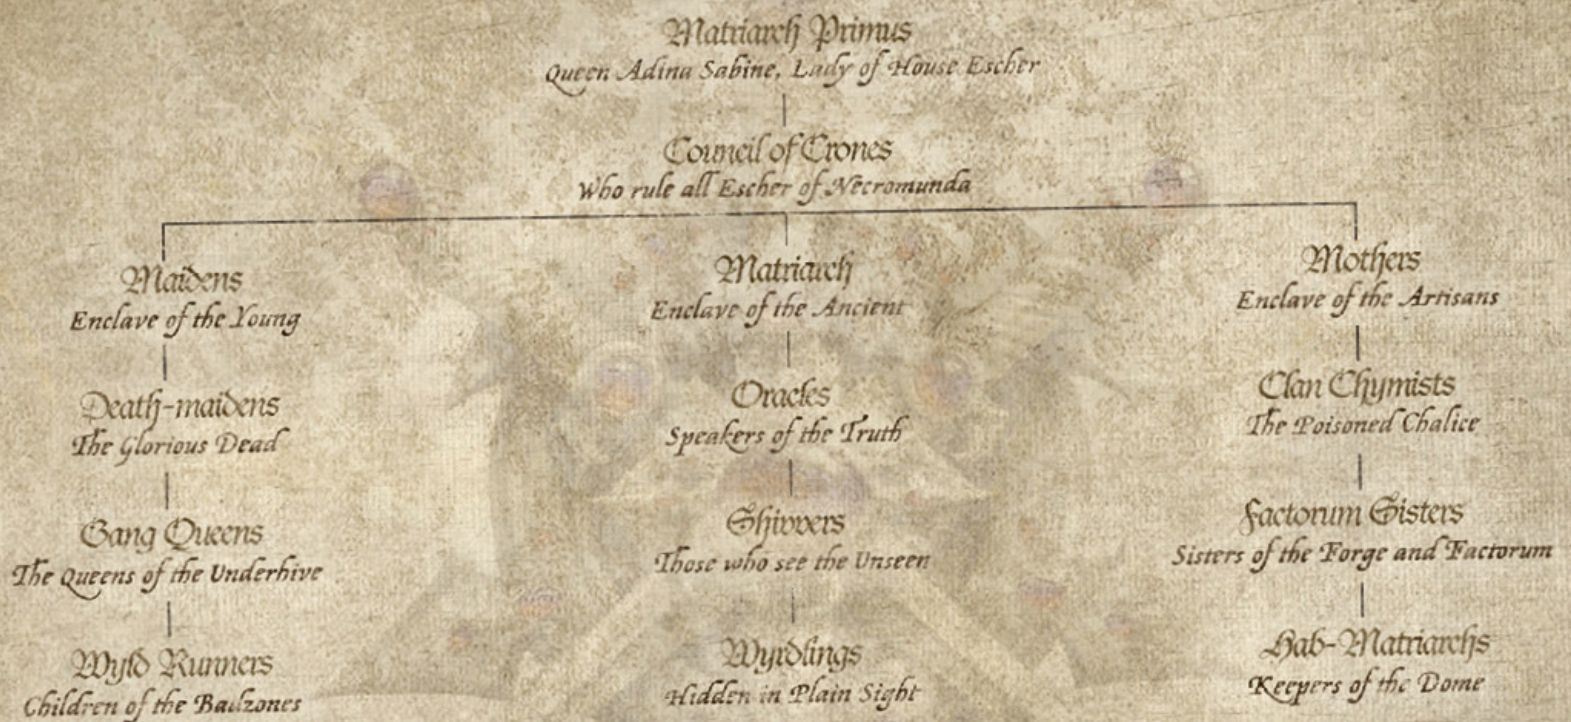 Matriarch Primus
Queen Adina Sabine, Lady of House Escher
Council of Crones
Who rule all Escher of Necromunda
Maidens
Enclave of the Young
Matriarch
Enclave of the Ancient
Mothers
Enclave of the Artisans
Death-maidens
The Glorious Dead
Oracles
Speakers of the Truth
Clan Chymists
The Poisoned Chalice
Gang Queens
The Queens of the Underhive
Shivvers
Those who see the Unseen
Factorum Sisters
Sisters of the Forge and Factorum
Wyld Runners
Children of the Badzones
Wyrdlings
Hidden in Plain Sight
Hab-Matriarchs
Keepers of the Dome